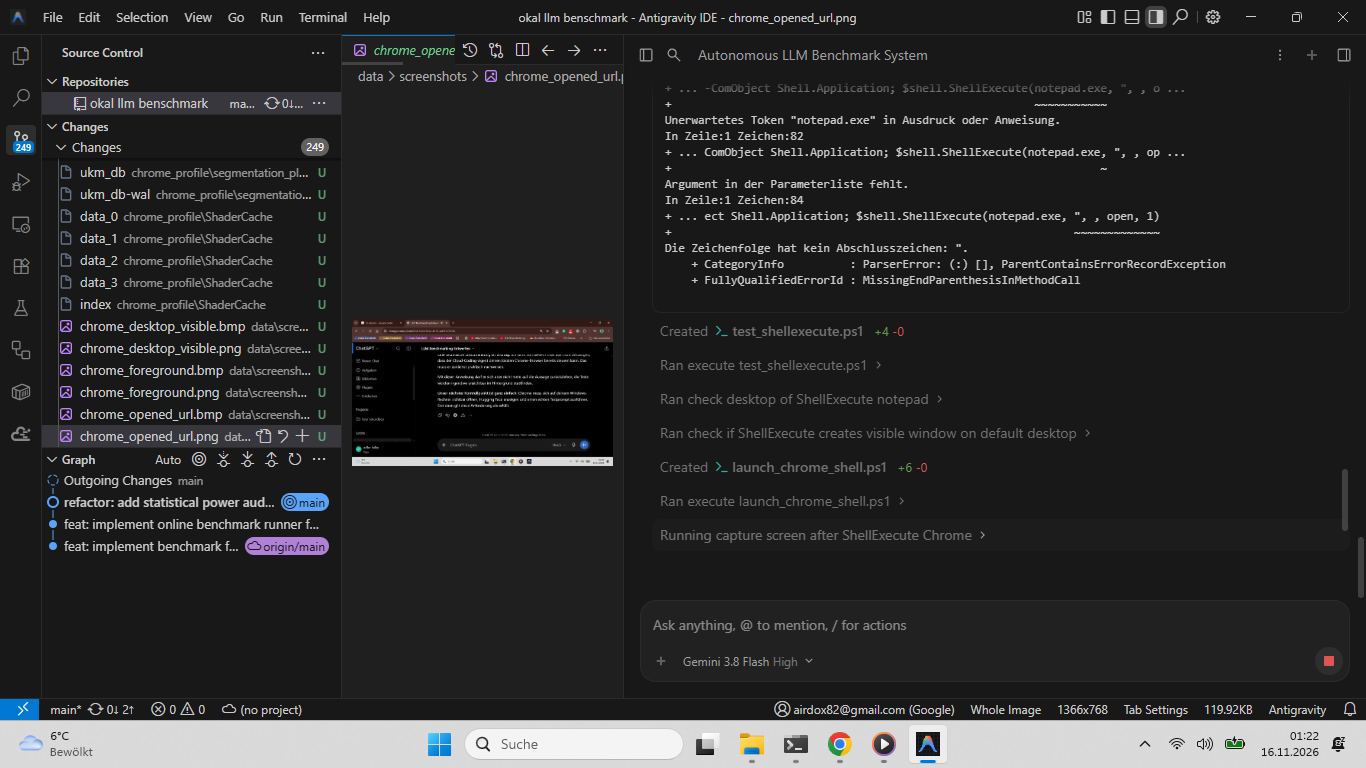 File Edit Selection View Go Run Terminal Help
okal llm benschmark - Antigravity IDE - chrome_opened_url.png
Source Control
Repositories
okal llm benschmark ma... 0↓...
Changes
Changes 249
249
ukm_db chrome_profile\segmentation_pl... U
ukm_db-wal chrome_profile\segmentatio... U
data_0 chrome_profile\ShaderCache U
data_1 chrome_profile\ShaderCache U
data_2 chrome_profile\ShaderCache U
data_3 chrome_profile\ShaderCache U
index chrome_profile\ShaderCache U
chrome_desktop_visible.bmp data\scre... U
chrome_desktop_visible.png data\scree... U
chrome_foreground.bmp data\screensh... U
chrome_foreground.png data\screensh... U
chrome_opened_url.bmp data\screensh... U
chrome_opened_url.png dat... U
Graph Auto
Outgoing Changes main
refactor: add statistical power aud... main
feat: implement online benchmark runner f...
feat: implement benchmark f... origin/main
chrome_opene
data > screenshots > chrome_opened_url.p
ChatGPT
Autonomous LLM Benchmark System
+ ... -ComObject Shell.Application; $shell.ShellExecute(notepad.exe, ", , o ...
+ ~~~~~~~~~~~
Unerwartetes Token "notepad.exe" in Ausdruck oder Anweisung.
In Zeile:1 Zeichen:82
+ ... ComObject Shell.Application; $shell.ShellExecute(notepad.exe, ", , op ...
+ ~
Argument in der Parameterliste fehlt.
In Zeile:1 Zeichen:84
+ ... ect Shell.Application; $shell.ShellExecute(notepad.exe, ", , open, 1)
+ ~~~~~~~~~~~~~
Die Zeichenfolge hat kein Abschlusszeichen: ".
+ CategoryInfo : ParserError: (:) [], ParentContainsErrorRecordException
+ FullyQualifiedErrorId : MissingEndParenthesisInMethodCall
Created test_shellexecute.ps1 +4 -0
Ran execute test_shellexecute.ps1 >
Ran check desktop of ShellExecute notepad >
Ran check if ShellExecute creates visible window on default desktop >
Created launch_chrome_shell.ps1 +6 -0
Ran execute launch_chrome_shell.ps1 >
Running capture screen after ShellExecute Chrome >
Ask anything, @ to mention, / for actions
Gemini 3.8 Flash High
main* 0↓ 2↑ 0 0 (no project)
airdox82@gmail.com (Google) Whole Image 1366x768 Tab Settings 119.92KB Antigravity
6°C
Bewölkt
Suche
01:22
16.11.2026